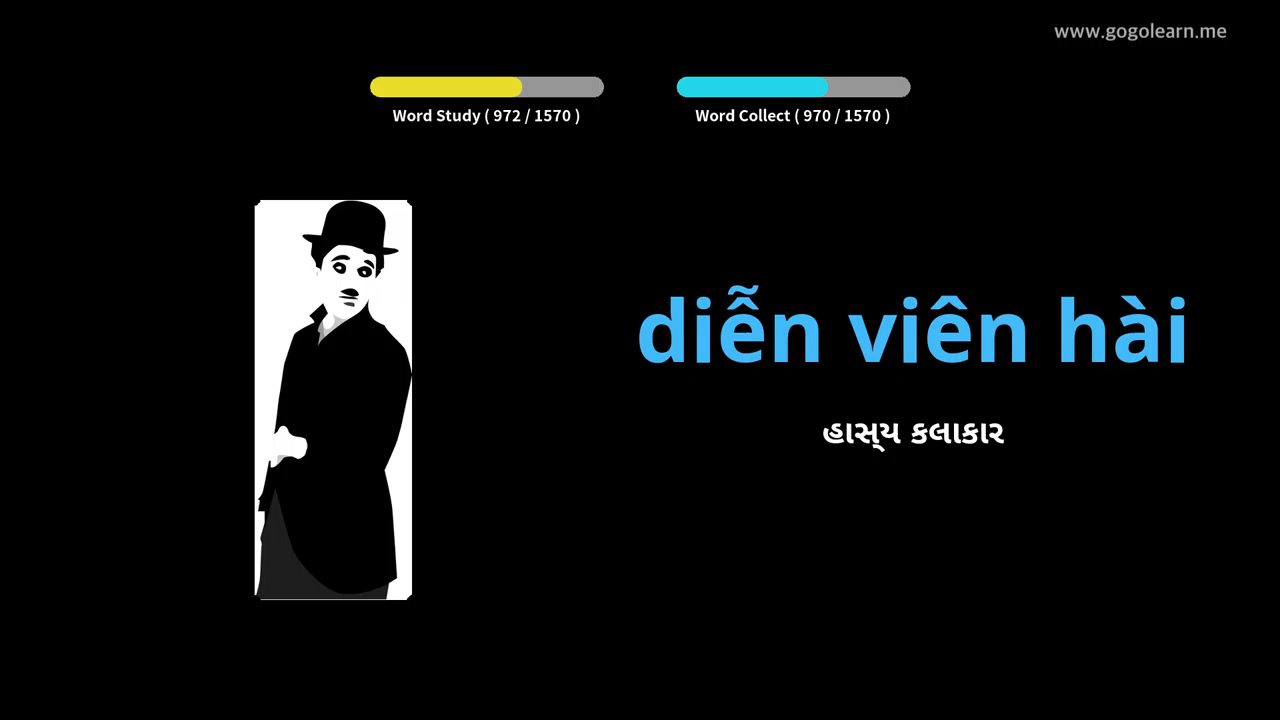 www.gogolearn.me
Word Study ( 972 / 1570 )
Word Collect ( 970 / 1570 )
diễn viên hài
હાસ્ય કલાકાર